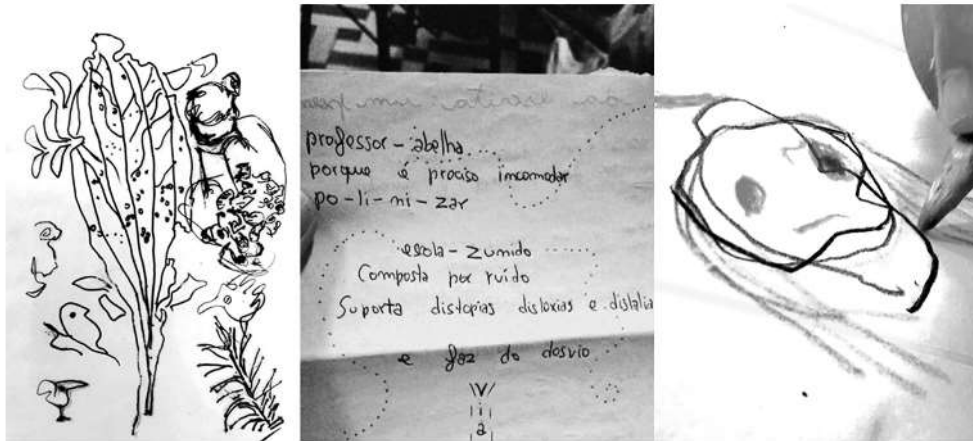 professor-abelha
porque é preciso incomodar
po-li-ni-zar
escola-zumido
Composta por ruído
Suporta distopias dislexias e dislalia
e faz do desvio
V
i
a